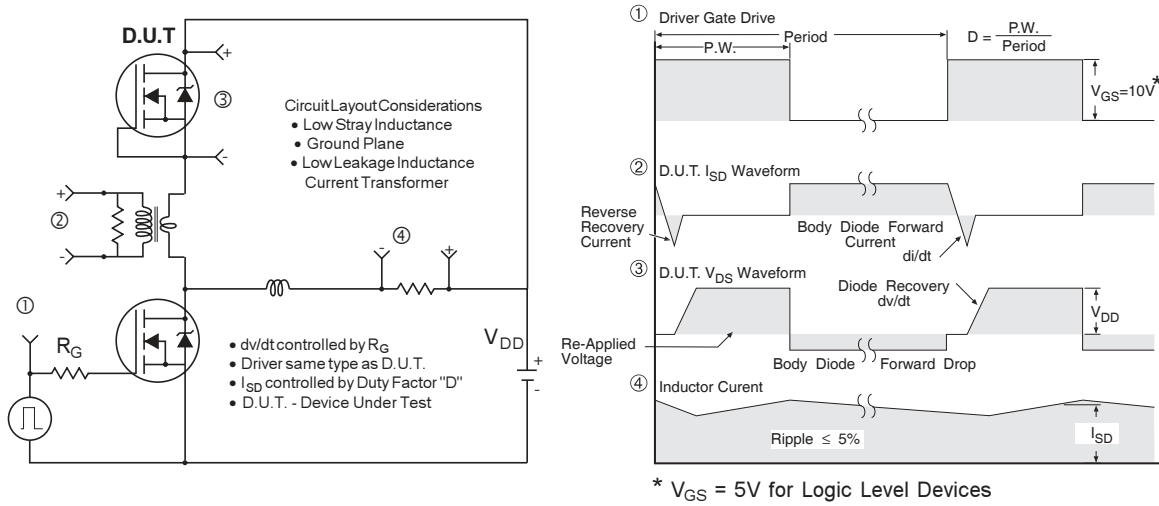 D.U.T
+
③
-
Circuit Layout Considerations
• Low Stray Inductance
• Ground Plane
• Low Leakage Inductance
Current Transformer
+
②
-
④
-
+
①
R_G
V_DD
+
-
• dv/dt controlled by R_G
• Driver same type as D.U.T.
• I_SD controlled by Duty Factor "D"
• D.U.T. - Device Under Test
① Driver Gate Drive
P.W.
Period
D = P.W. / Period
V_GS=10V *
② D.U.T. I_SD Waveform
Reverse
Recovery
Current
Body Diode Forward
Current
di/dt
③ D.U.T. V_DS Waveform
Diode Recovery
dv/dt
V_DD
Re-Applied
Voltage
Body Diode Forward Drop
④ Inductor Curent
Ripple ≤ 5%
I_SD
* V_GS = 5V for Logic Level Devices